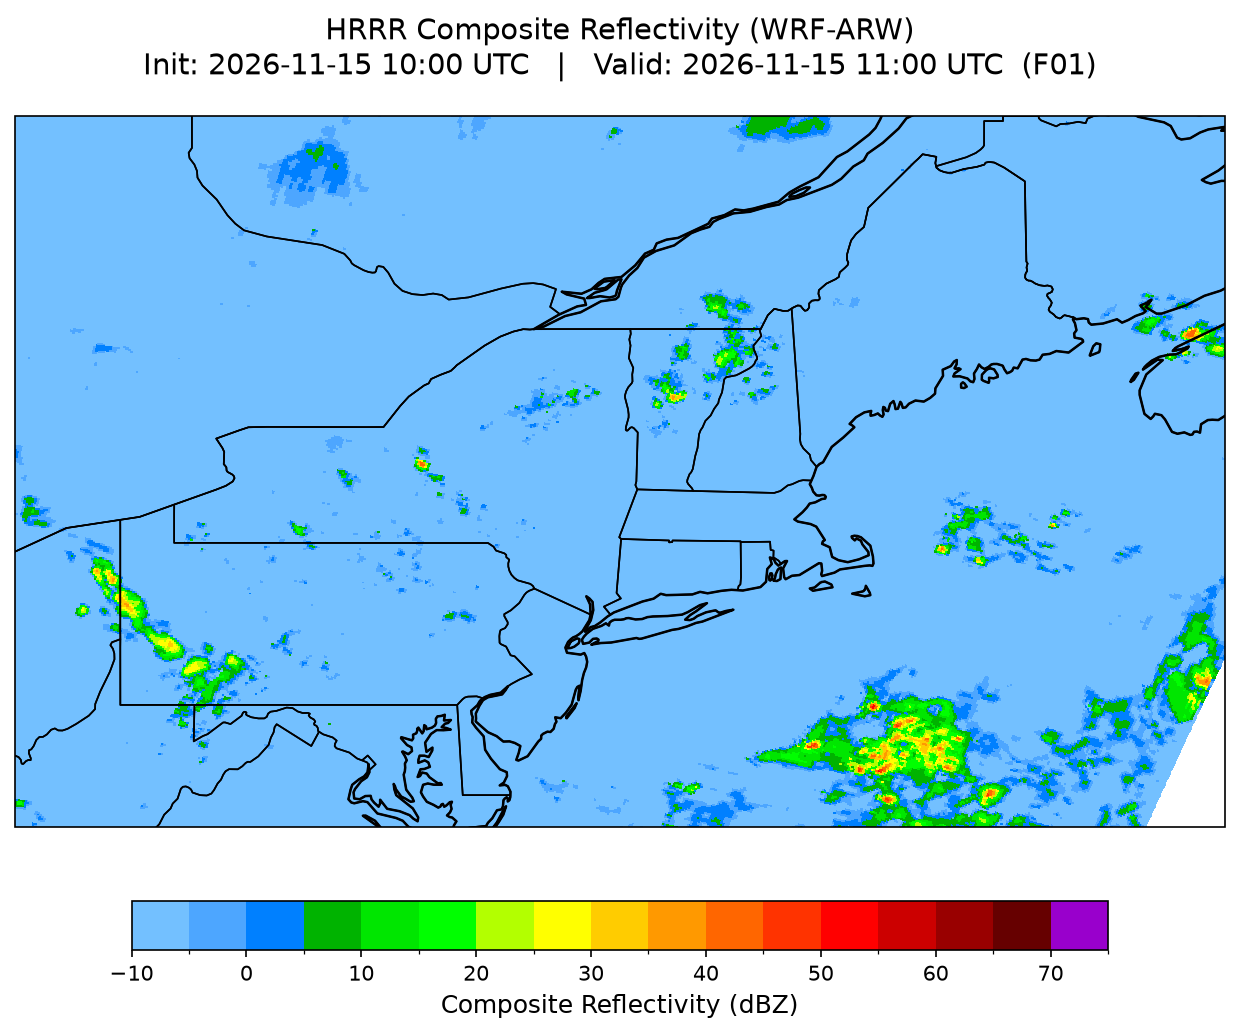 HRRR Composite Reflectivity (WRF-ARW)
Init: 2026-11-15 10:00 UTC | Valid: 2026-11-15 11:00 UTC (F01)
−10 0 10 20 30 40 50 60 70
Composite Reflectivity (dBZ)